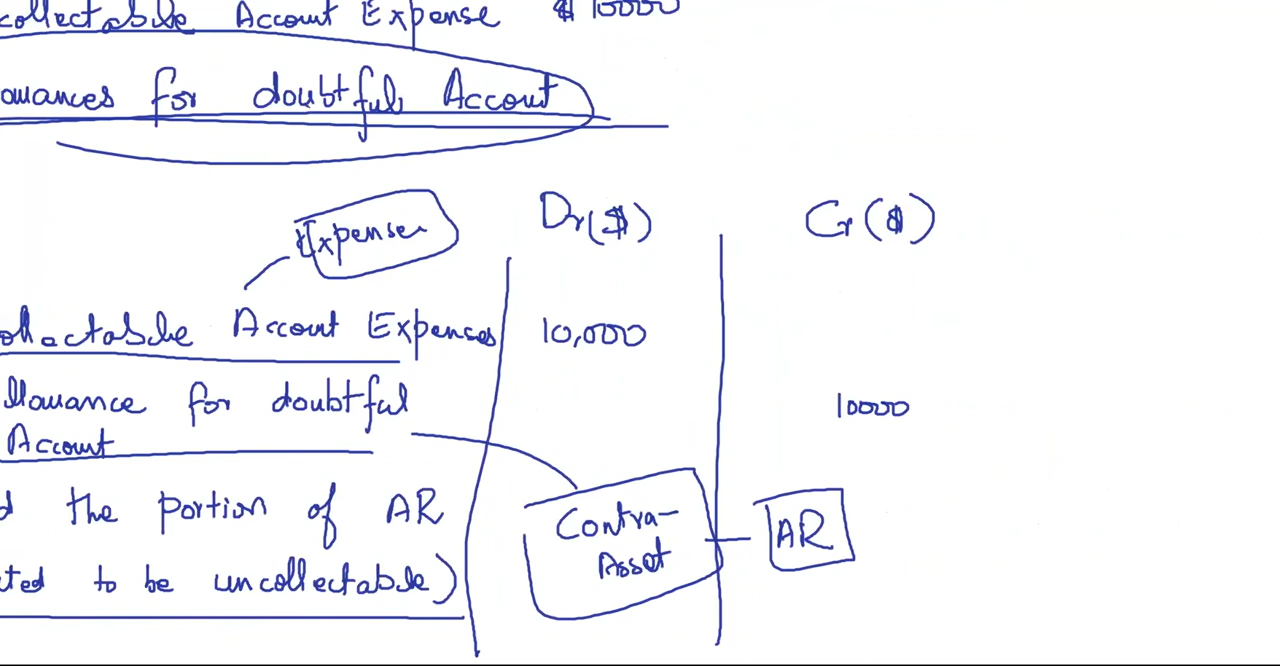 collectable Account Expense $ 10000
owances for doubtful Account
Expense Dr($) Cr($)
ollectable Account Expenses 10,000
llowance for doubtful 10000
Account
d the portion of AR Contra- AR
Asset
ted to be uncollectable)